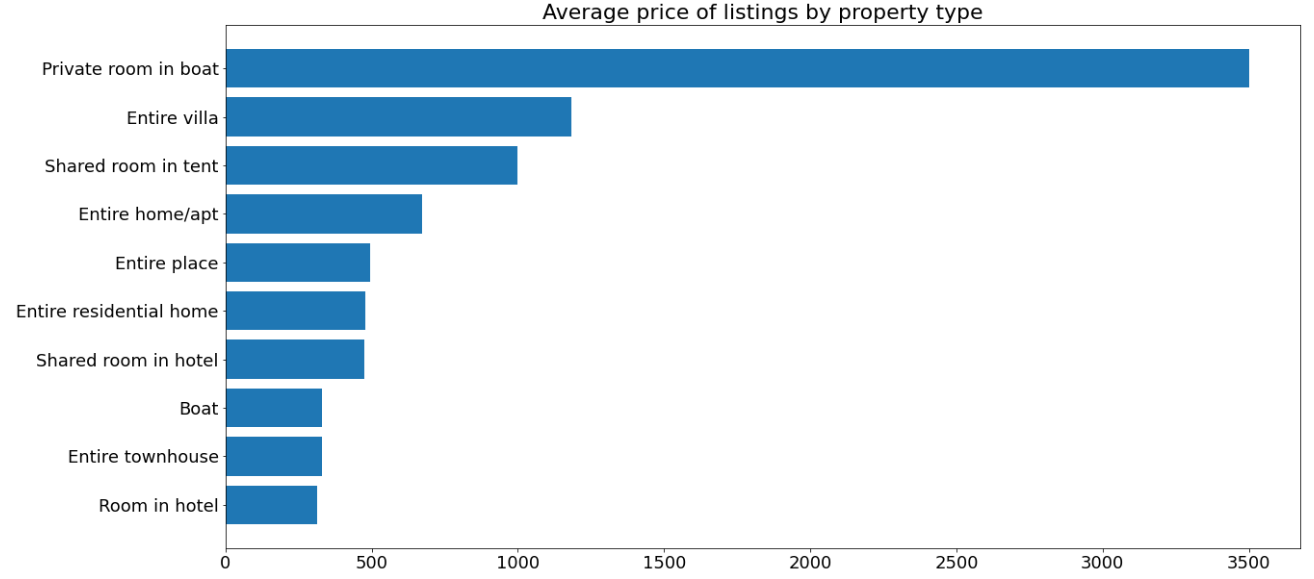 Average price of listings by property type
Private room in boat
Entire villa
Shared room in tent
Entire home/apt
Entire place
Entire residential home
Shared room in hotel
Boat
Entire townhouse
Room in hotel
0 500 1000 1500 2000 2500 3000 3500